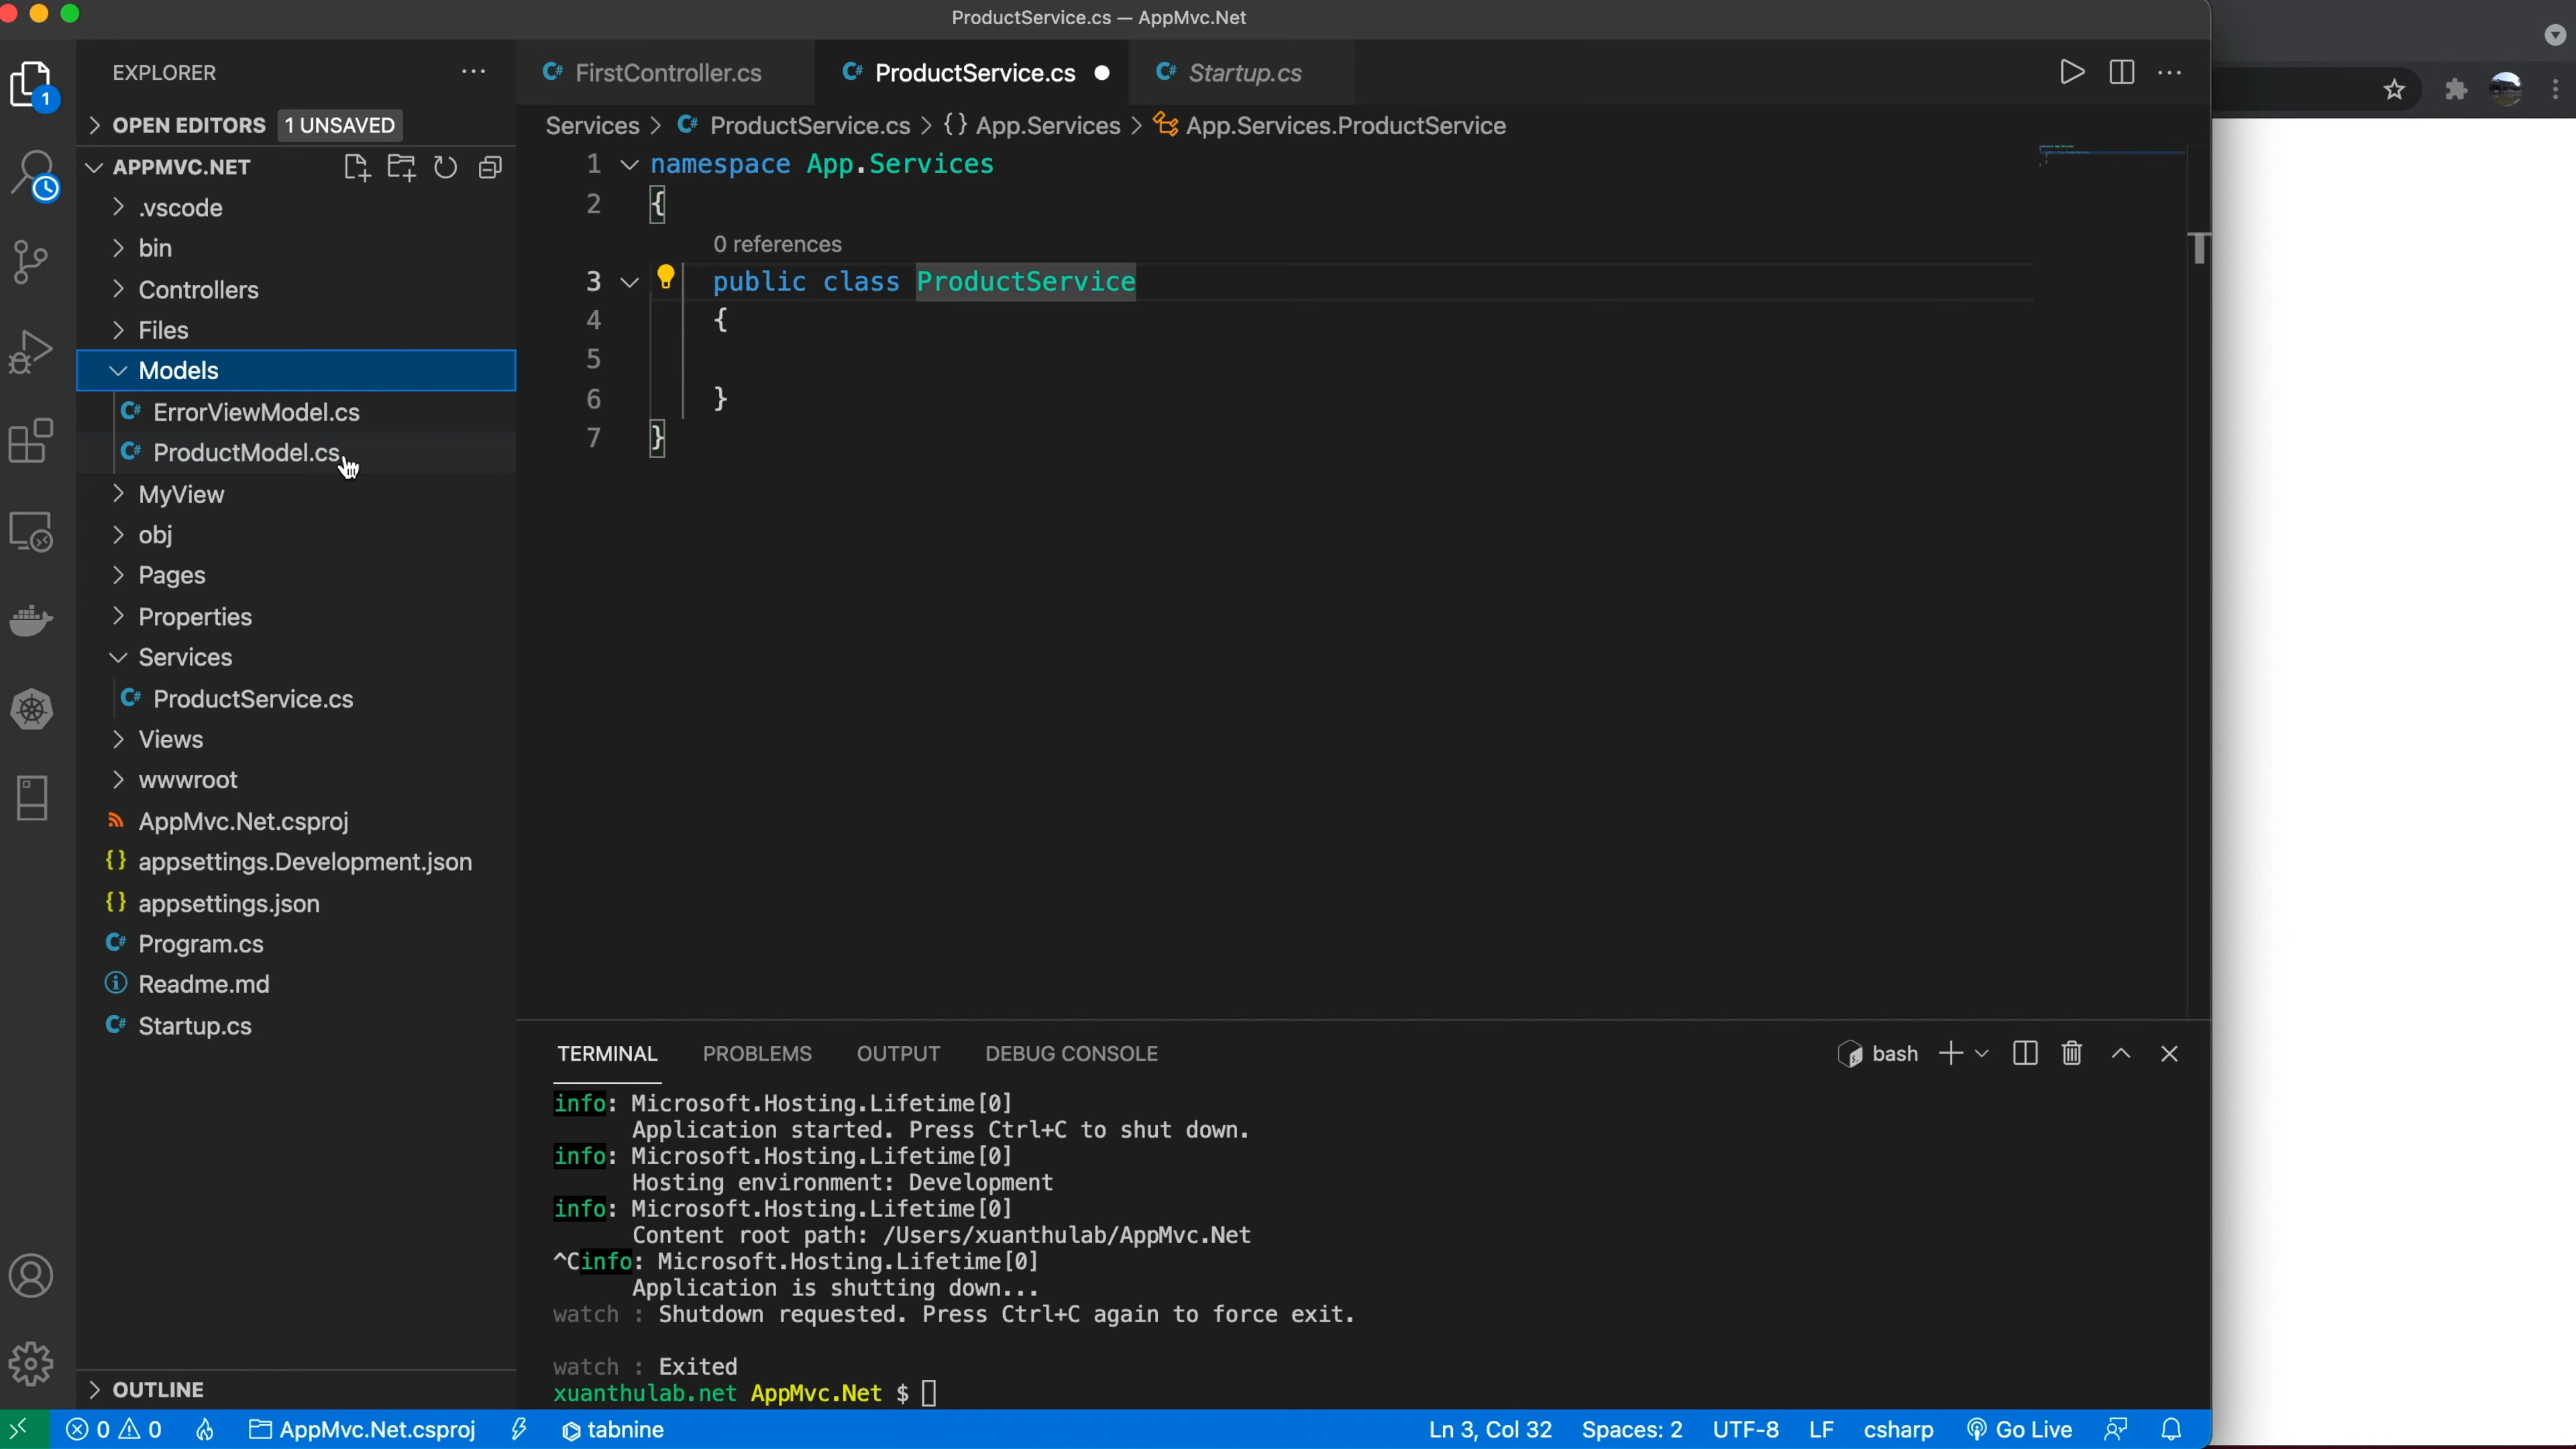 ProductService.cs — AppMvc.Net
EXPLORER
OPEN EDITORS 1 UNSAVED
APPMVC.NET
.vscode
bin
Controllers
Files
Models
ErrorViewModel.cs
ProductModel.cs
MyView
obj
Pages
Properties
Services
ProductService.cs
Views
wwwroot
AppMvc.Net.csproj
appsettings.Development.json
appsettings.json
Program.cs
Readme.md
Startup.cs
OUTLINE
1
FirstController.cs ProductService.cs Startup.cs
Services > ProductService.cs > {} App.Services > App.Services.ProductService
1 namespace App.Services
2 {
0 references
3 public class ProductService
4 {
5
6 }
7 }
TERMINAL PROBLEMS OUTPUT DEBUG CONSOLE bash
info: Microsoft.Hosting.Lifetime[0]
Application started. Press Ctrl+C to shut down.
info: Microsoft.Hosting.Lifetime[0]
Hosting environment: Development
info: Microsoft.Hosting.Lifetime[0]
Content root path: /Users/xuanthulab/AppMvc.Net
^Cinfo: Microsoft.Hosting.Lifetime[0]
Application is shutting down...
watch : Shutdown requested. Press Ctrl+C again to force exit.
watch : Exited
xuanthulab.net AppMvc.Net $
0 0 AppMvc.Net.csproj tabnine Ln 3, Col 32 Spaces: 2 UTF-8 LF csharp Go Live